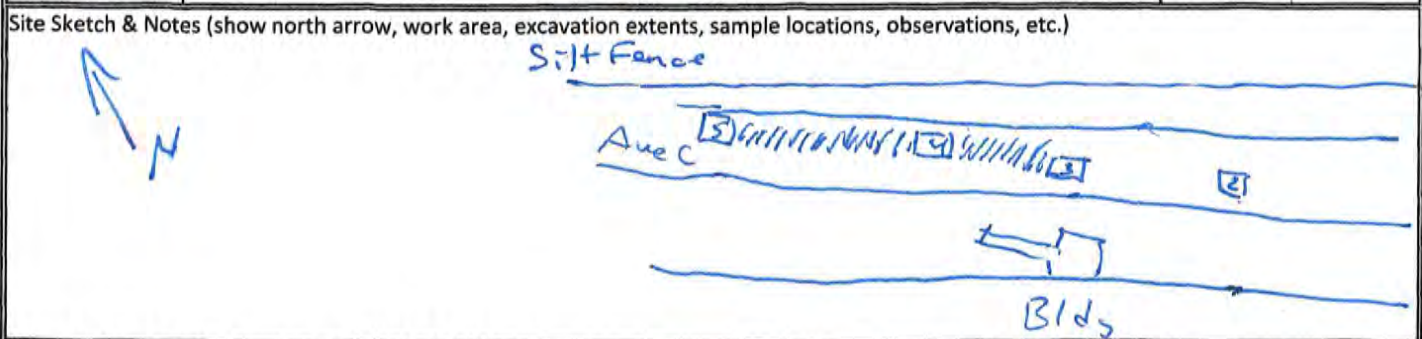 Site Sketch & Notes (show north arrow, work area, excavation extents, sample locations, observations, etc.)
Silt Fence
N
Ave C
5
4
3
2
Bldg